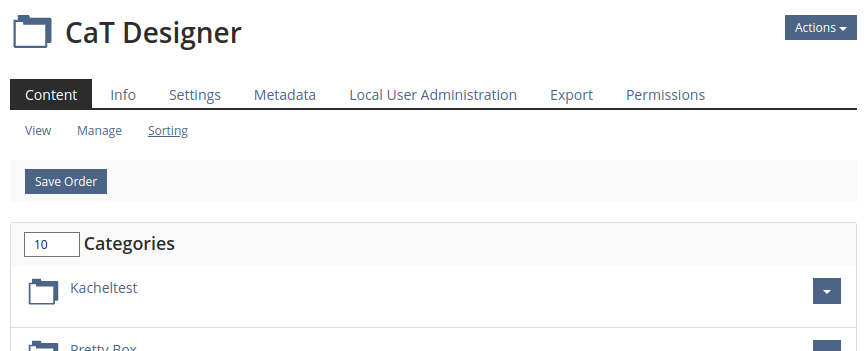 CaT Designer
Actions
Content Info Settings Metadata Local User Administration Export Permissions
View Manage Sorting
Save Order
10 Categories
Kacheltest
Pretty Box